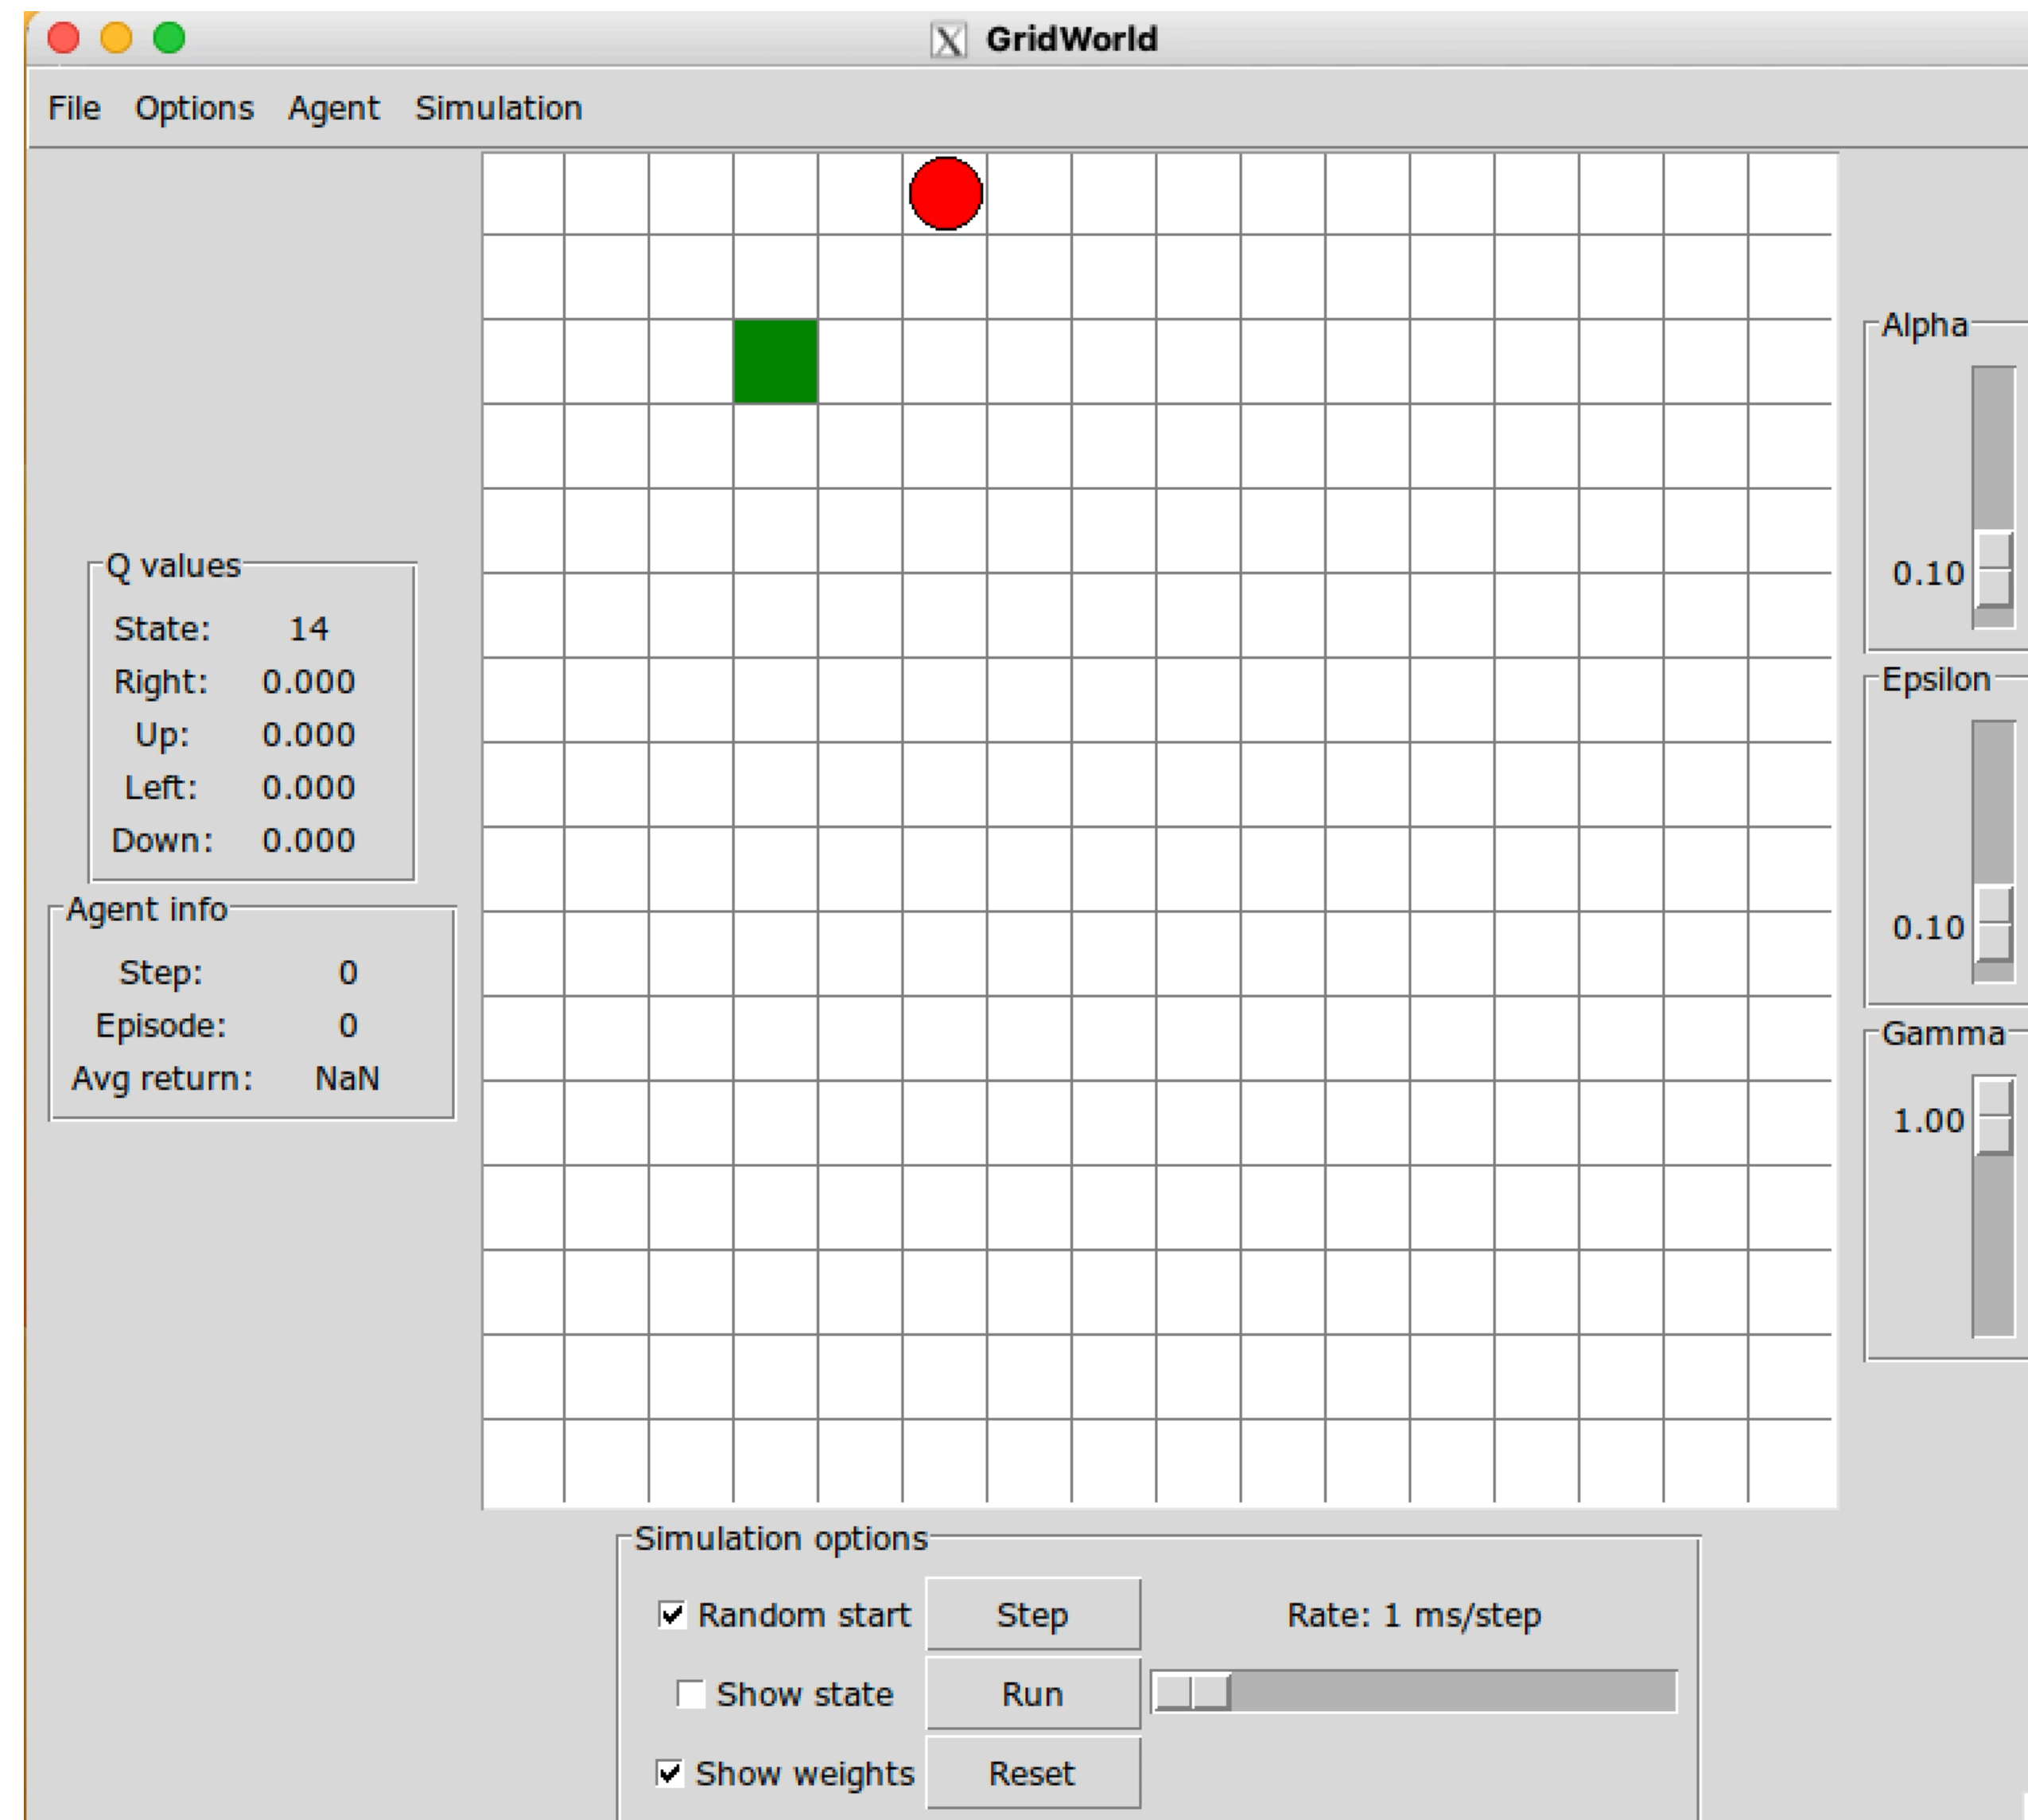 GridWorld
File Options Agent Simulation
Q values
State: 14
Right: 0.000
Up: 0.000
Left: 0.000
Down: 0.000
Agent info
Step: 0
Episode: 0
Avg return: NaN
Alpha
0.10
Epsilon
0.10
Gamma
1.00
Simulation options
Random start Step Rate: 1 ms/step
Show state Run
Show weights Reset